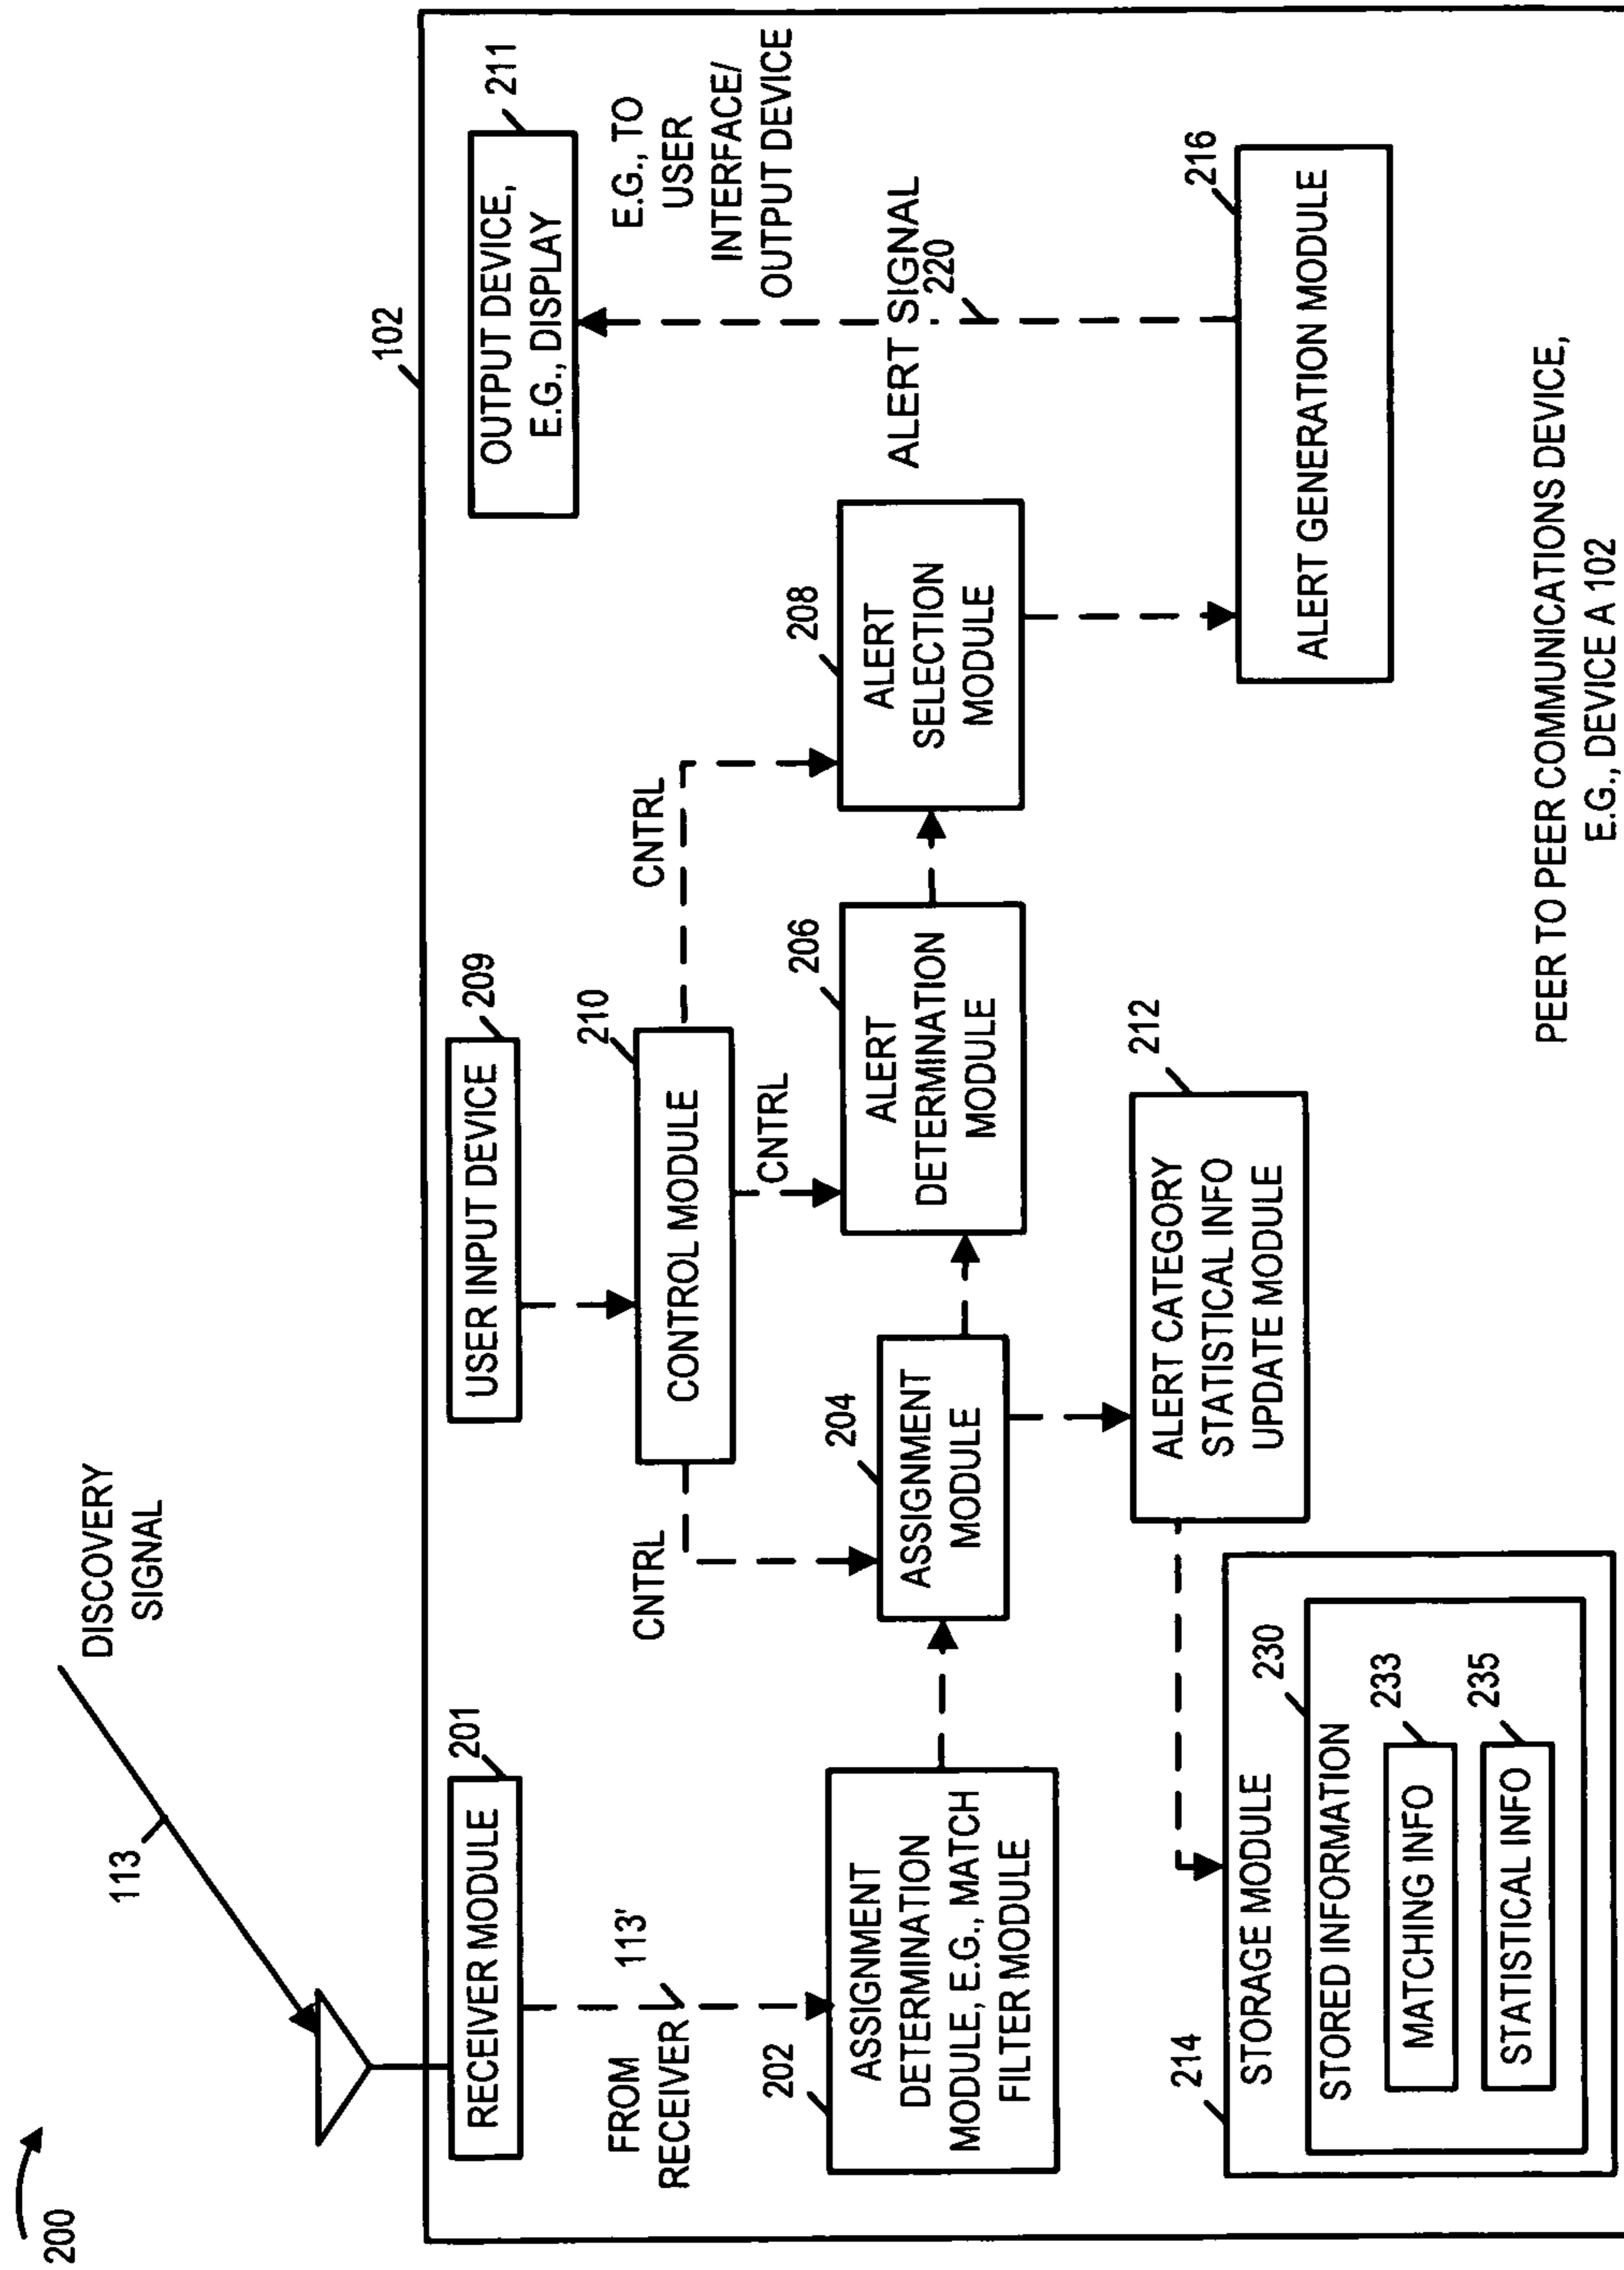 200
DISCOVERY
SIGNAL
113
102
RECEIVER MODULE
201
USER INPUT DEVICE
209
OUTPUT DEVICE,
E.G., DISPLAY
211
FROM
RECEIVER
113'
CNTRL
CONTROL MODULE
210
CNTRL
CNTRL
E.G., TO
USER
INTERFACE/
OUTPUT DEVICE
202
ASSIGNMENT
DETERMINATION
MODULE, E.G., MATCH
FILTER MODULE
204
ASSIGNMENT
MODULE
206
ALERT
DETERMINATION
MODULE
208
ALERT
SELECTION
MODULE
ALERT SIGNAL
220
214
STORAGE MODULE
230
STORED INFORMATION
233
MATCHING INFO
235
STATISTICAL INFO
212
ALERT CATEGORY
STATISTICAL INFO
UPDATE MODULE
216
ALERT GENERATION MODULE
PEER TO PEER COMMUNICATIONS DEVICE,
E.G., DEVICE A 102